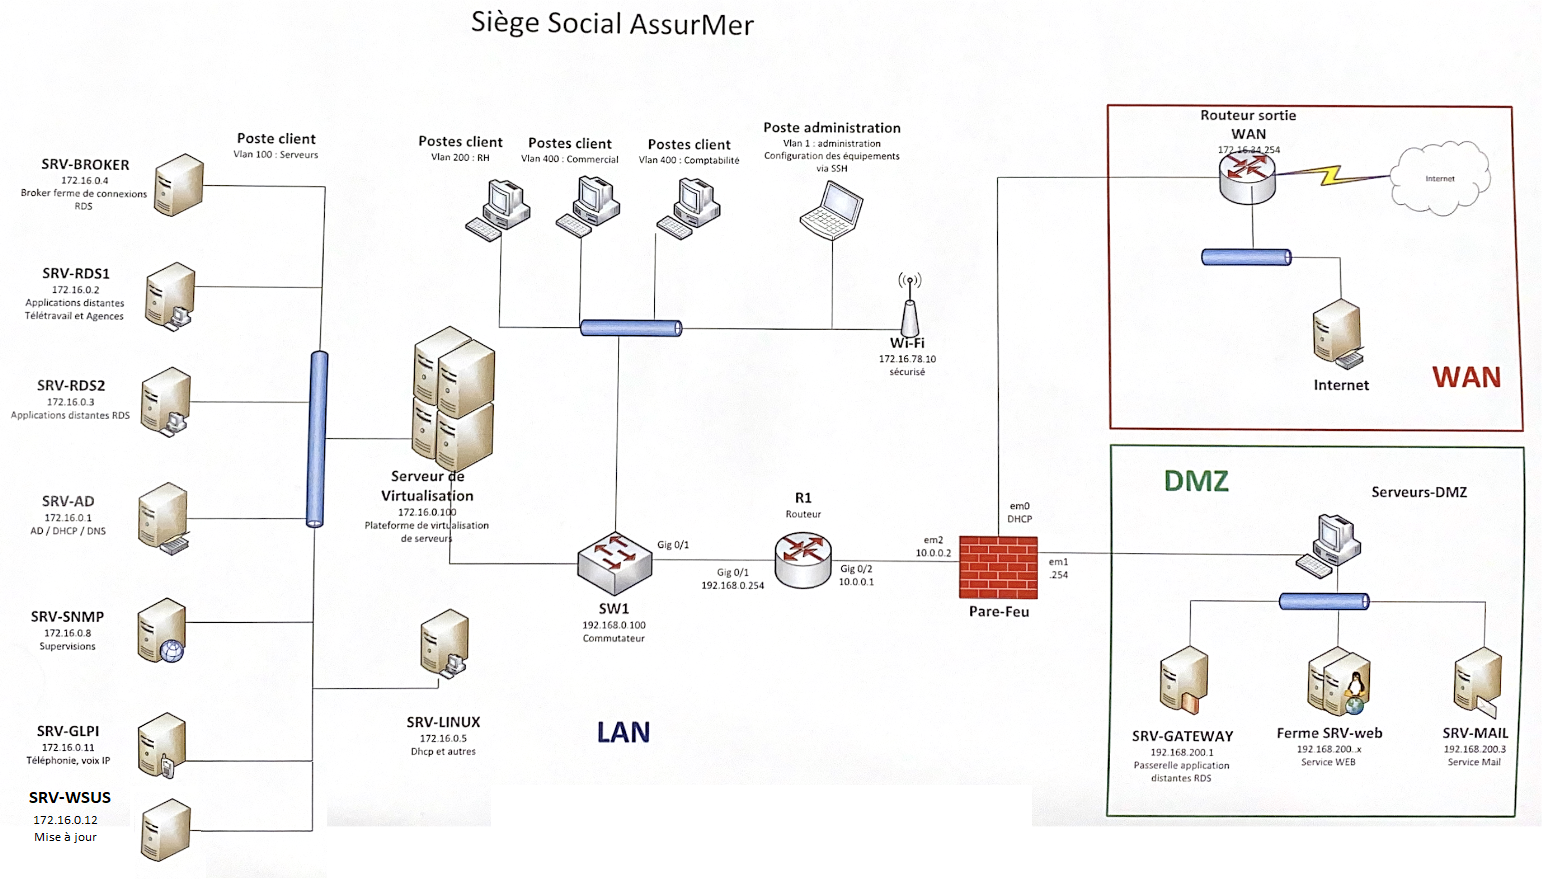 Siège Social AssurMer
Poste client
Vlan 100 : Serveurs
SRV-BROKER
172.16.0.4
Broker ferme de connexions
RDS
SRV-RDS1
172.16.0.2
Applications distantes
Télétravail et Agences
SRV-RDS2
172.16.0.3
Applications distantes RDS
SRV-AD
172.16.0.1
AD / DHCP / DNS
SRV-SNMP
172.16.0.8
Supervisions
SRV-GLPI
172.16.0.11
Téléphonie, voix IP
SRV-WSUS
172.16.0.12
Mise à jour
Serveur de
Virtualisation
172.16.0.100
Plateforme de virtualisation
de serveurs
SRV-LINUX
172.16.0.5
Dhcp et autres
Postes client
Vlan 200 : RH
Postes client
Vlan 400 : Commercial
Postes client
Vlan 400 : Comptabilité
Poste administration
Vlan 1 : administration
Configuration des équipements
via SSH
Wi-Fi
172.16.78.10
sécurisé
SW1
192.168.0.100
Commutateur
Gig 0/1
Gig 0/1
192.168.0.254
R1
Routeur
Gig 0/2
10.0.0.1
em2
10.0.0.2
em0
DHCP
em1
.254
Pare-Feu
LAN
Routeur sortie
WAN
172.16.34.254
Internet
Internet
WAN
DMZ
Serveurs-DMZ
SRV-GATEWAY
192.168.200.1
Passerelle application
distantes RDS
Ferme SRV-web
192.168.200..x
Service WEB
SRV-MAIL
192.168.200.3
Service Mail